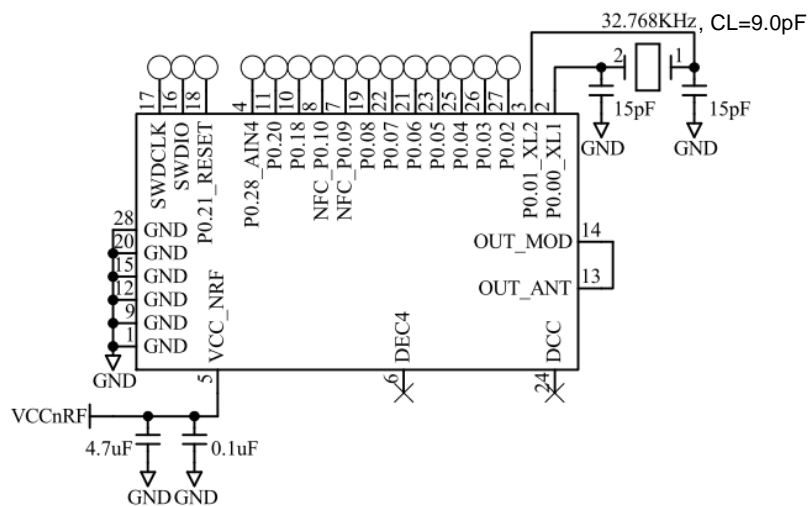 32.768KHz, CL=9.0pF
2
1
15pF
15pF
GND
GND
17
16
18
4
11
10
8
7
19
22
21
23
25
26
27
3
2
SWDCLK
SWDIO
P0.21_RESET
P0.28_AIN4
P0.20
P0.18
NFC_P0.10
NFC_P0.09
P0.08
P0.07
P0.06
P0.05
P0.04
P0.03
P0.02
P0.01_XL2
P0.00_XL1
28
GND
20
GND
15
GND
12
GND
9
GND
1
GND
GND
OUT_MOD
14
OUT_ANT
13
VCC_NRF
DEC4
DCC
5
6
24
VCCnRF
4.7uF
0.1uF
GND
GND